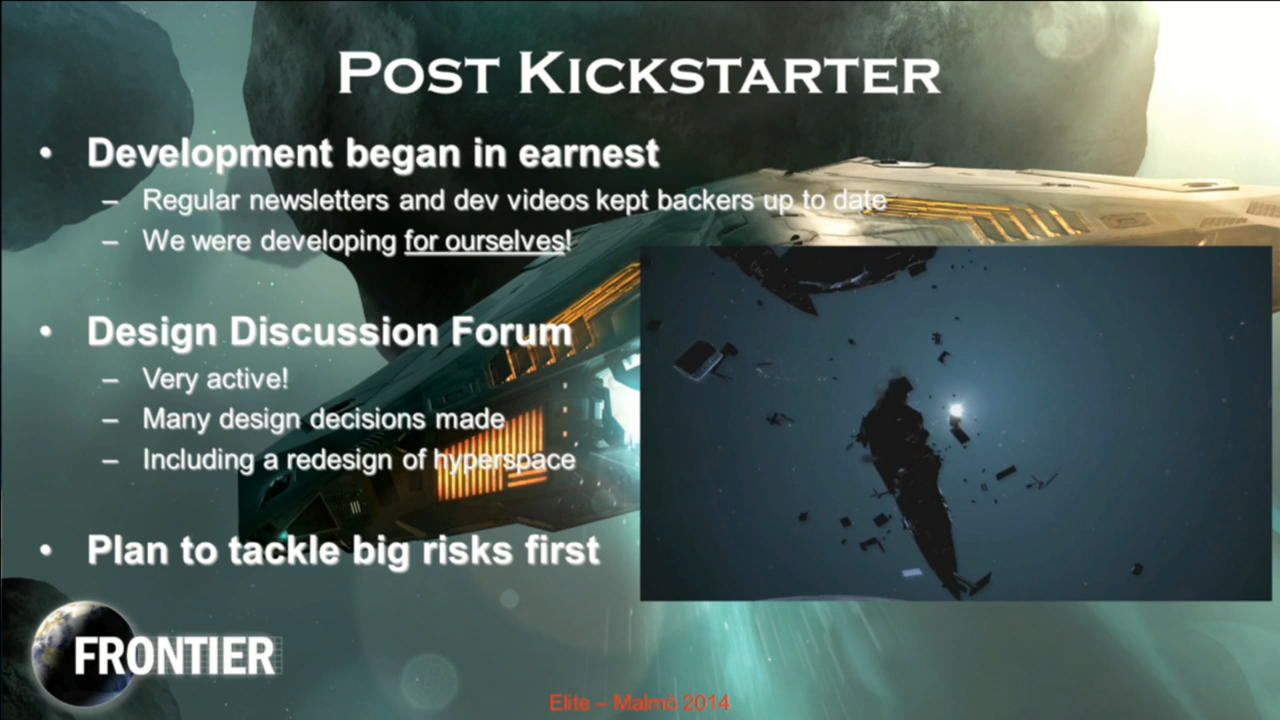 Post Kickstarter
• Development began in earnest
– Regular newsletters and dev videos kept backers up to date
– We were developing for ourselves!
• Design Discussion Forum
– Very active!
– Many design decisions made
– Including a redesign of hyperspace
• Plan to tackle big risks first
FRONTIER
Elite – Malmö 2014